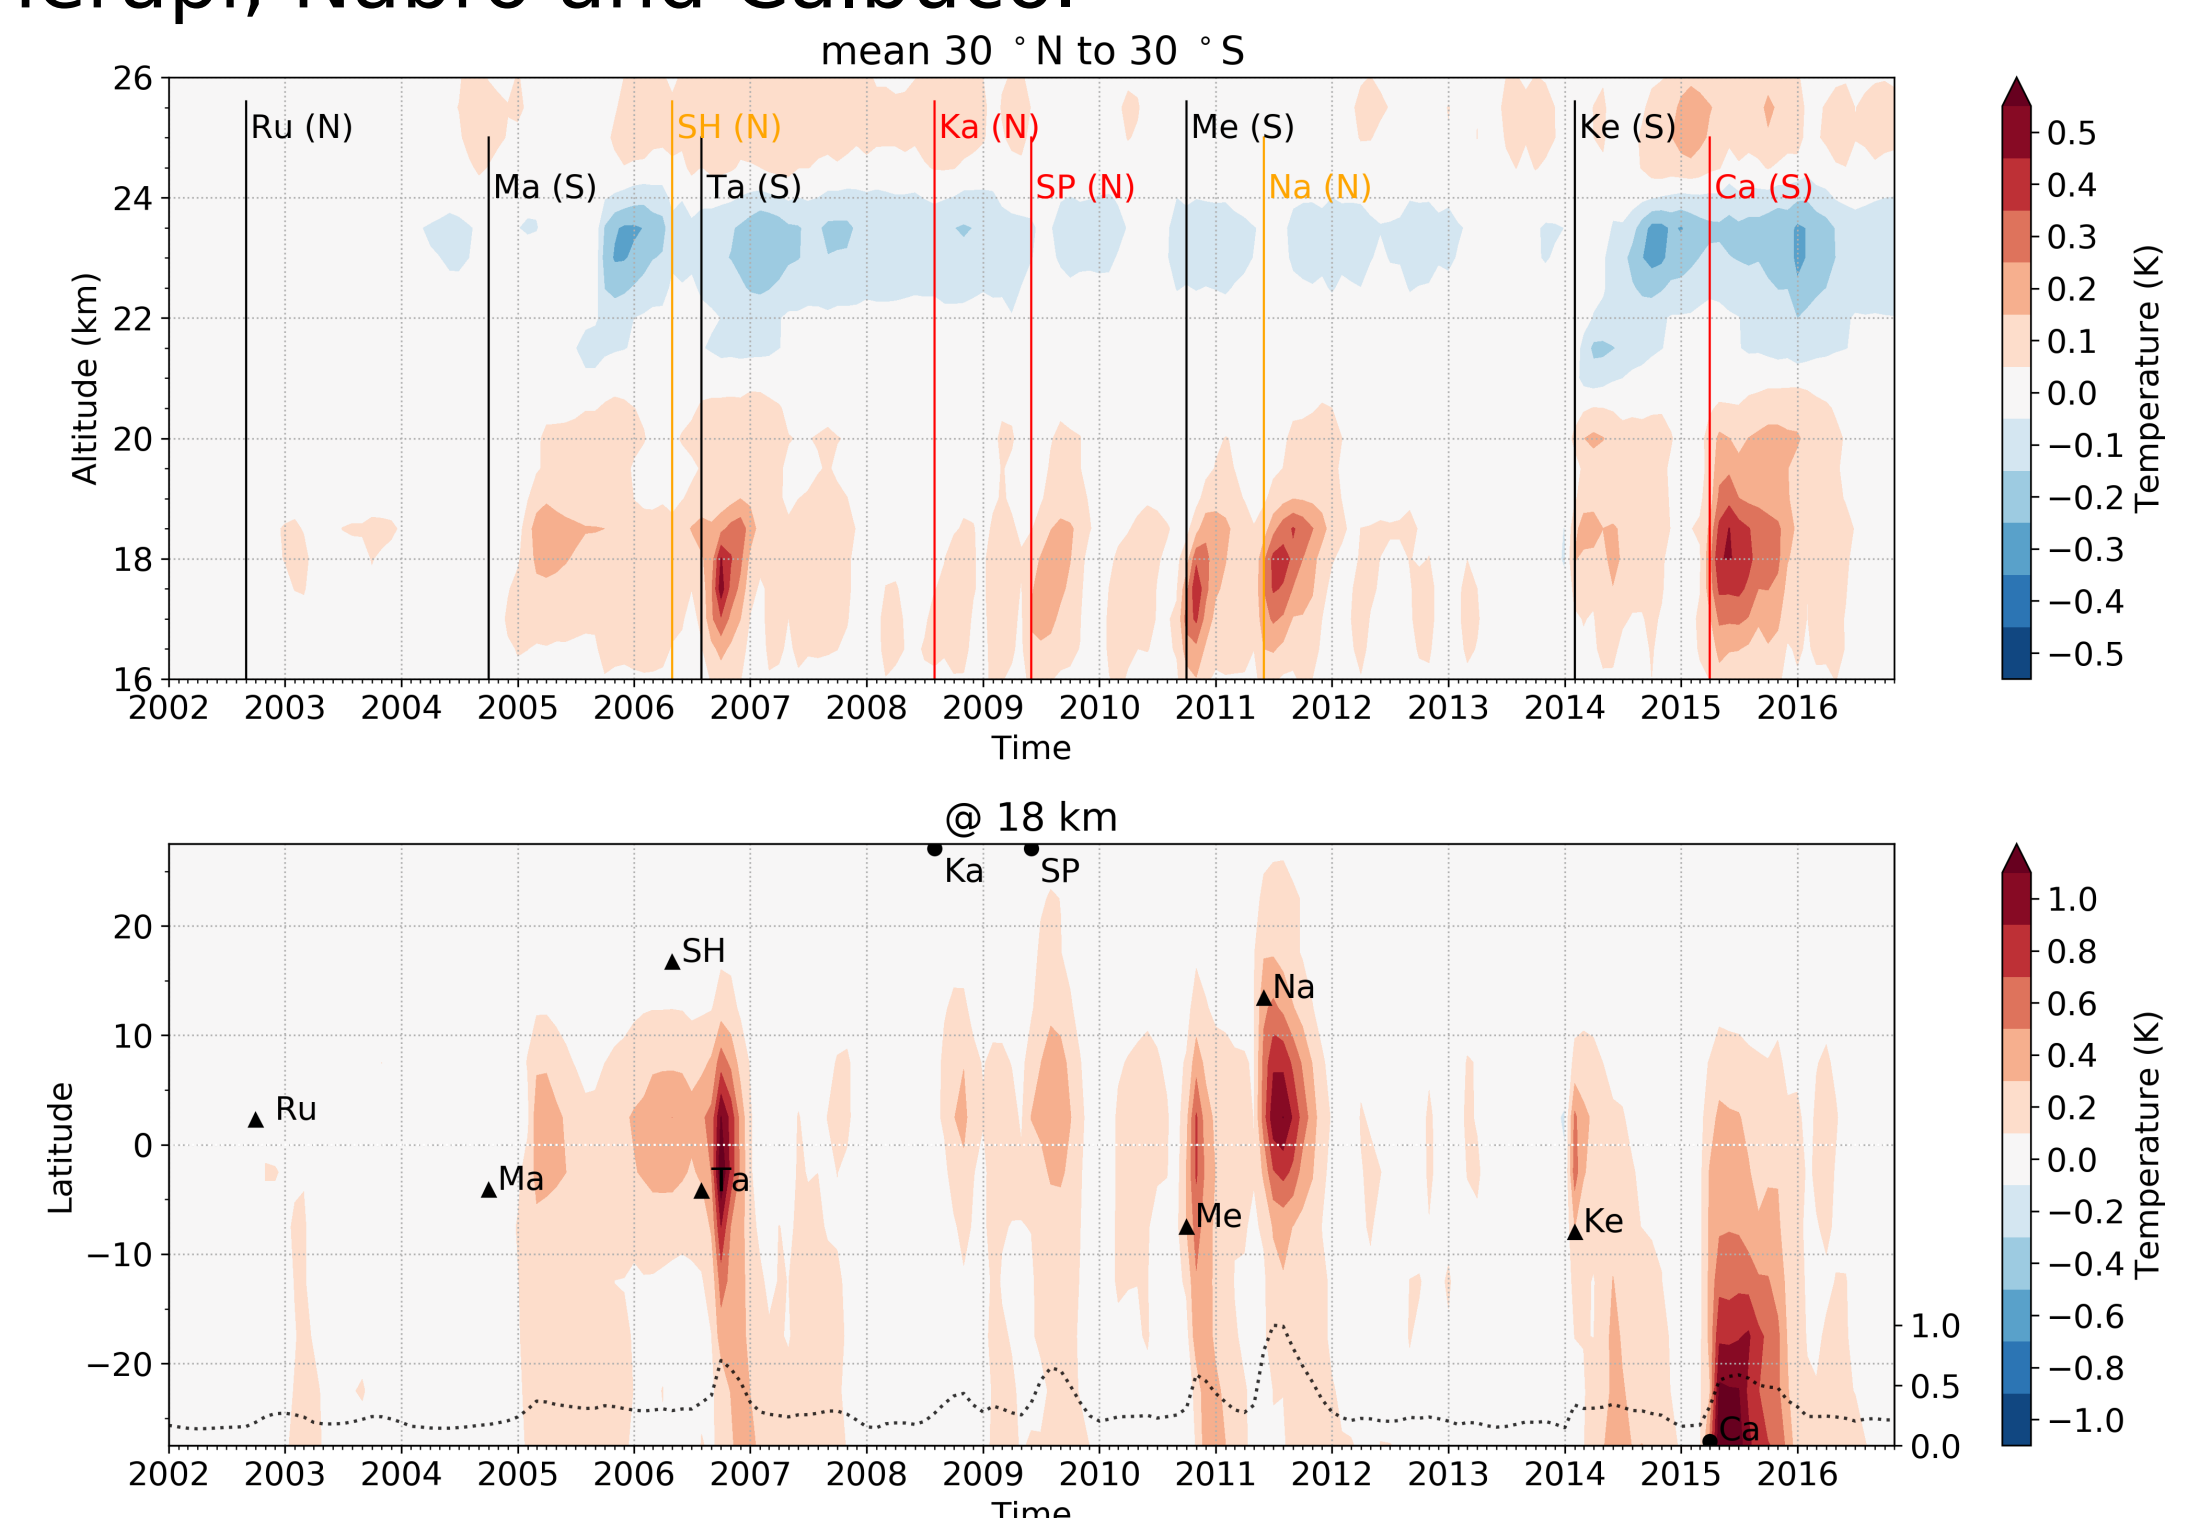 Nabro and Calbuco.
mean 30 °N to 30 °S
26
24
22
20
18
16
Altitude (km)
Ru (N)
Ma (S)
SH (N)
Ta (S)
Ka (N)
SP (N)
Me (S)
Na (N)
Ke (S)
Ca (S)
2002 2003 2004 2005 2006 2007 2008 2009 2010 2011 2012 2013 2014 2015 2016
Time
0.5
0.4
0.3
0.2
0.1
0.0
−0.1
−0.2
−0.3
−0.4
−0.5
Temperature (K)
@ 18 km
20
10
0
−10
−20
Latitude
Ka
SP
SH
Na
Ru
Ma
Ta
Me
Ke
Ca
1.0
0.5
0.0
2002 2003 2004 2005 2006 2007 2008 2009 2010 2011 2012 2013 2014 2015 2016
Time
1.0
0.8
0.6
0.4
0.2
0.0
−0.2
−0.4
−0.6
−0.8
−1.0
Temperature (K)